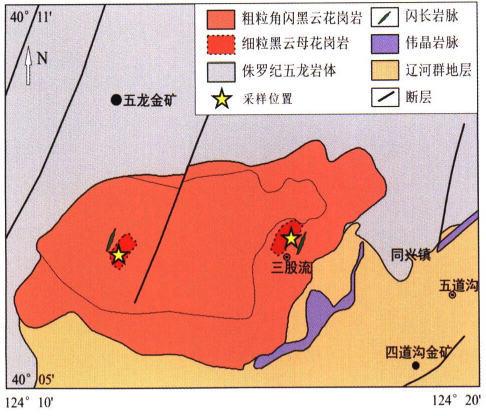 40° 11'
N
粗粒角闪黑云花岗岩
闪长岩脉
细粒黑云母花岗岩
伟晶岩脉
侏罗纪五龙岩体
辽河群地层
采样位置
断层
五龙金矿
三股流
同兴镇
五道沟
四道沟金矿
40° 05'
124° 10'
124° 20'